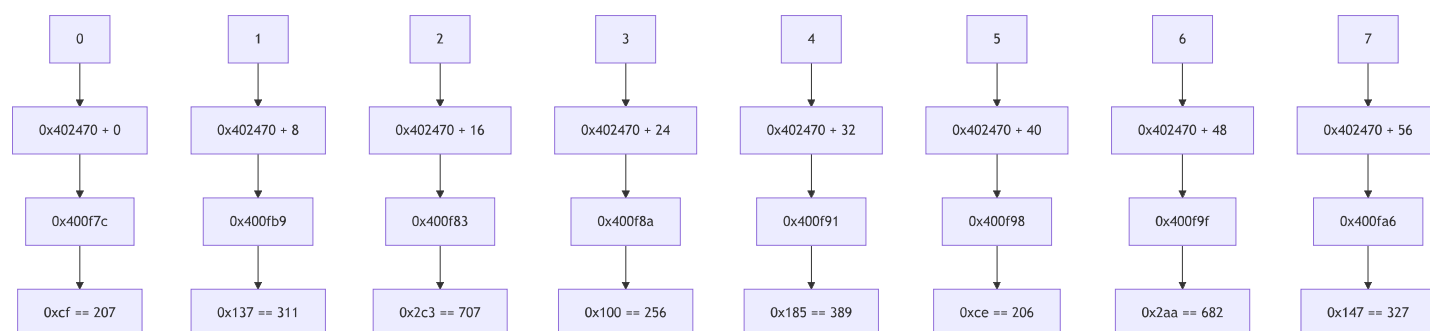 0 1 2 3 4 5 6 7
0x402470 + 0 0x402470 + 8 0x402470 + 16 0x402470 + 24 0x402470 + 32 0x402470 + 40 0x402470 + 48 0x402470 + 56
0x400f7c 0x400fb9 0x400f83 0x400f8a 0x400f91 0x400f98 0x400f9f 0x400fa6
0xcf == 207 0x137 == 311 0x2c3 == 707 0x100 == 256 0x185 == 389 0xce == 206 0x2aa == 682 0x147 == 327